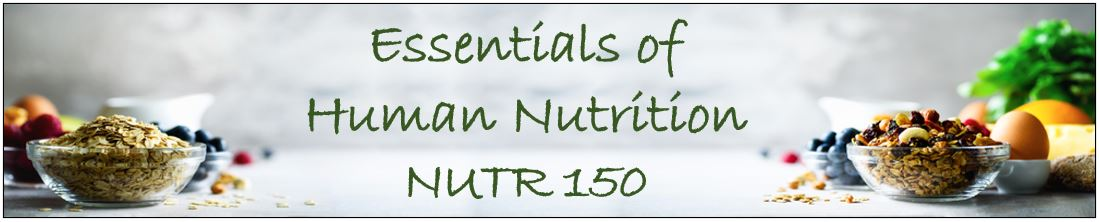 Essentials of
Human Nutrition
NUTR 150